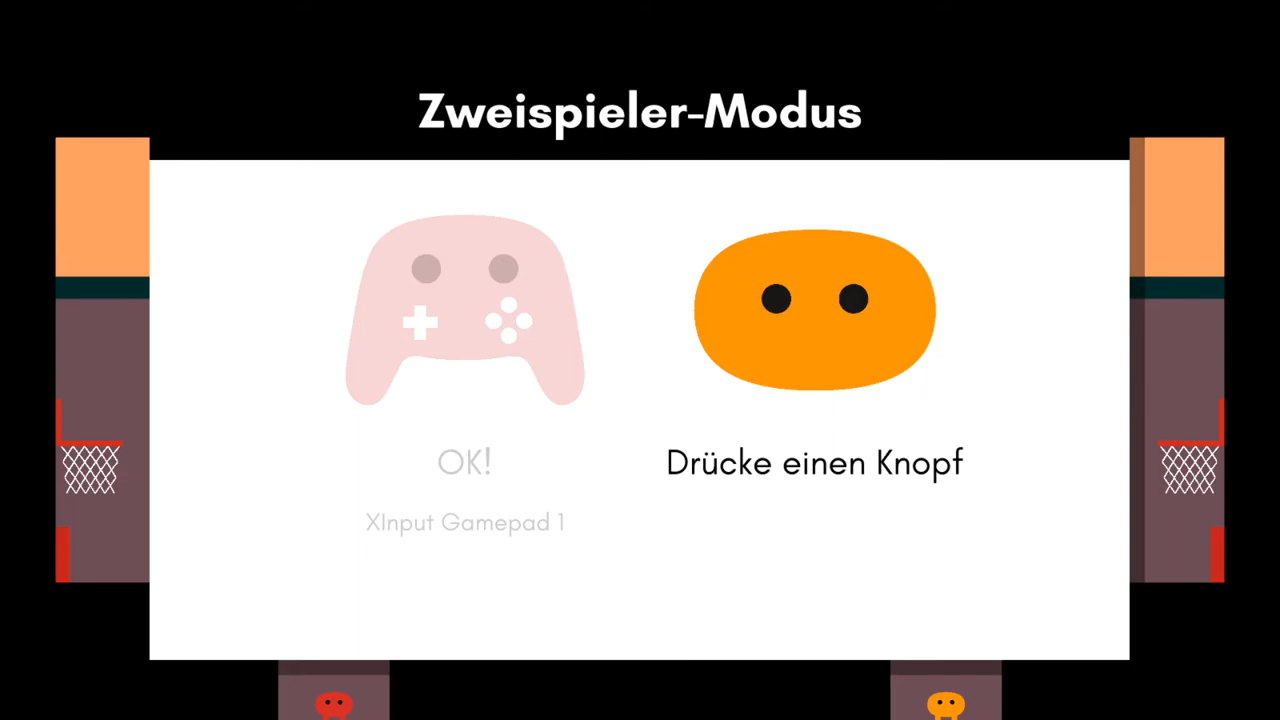 Zweispieler-Modus
OK!
Drücke einen Knopf
XInput Gamepad 1